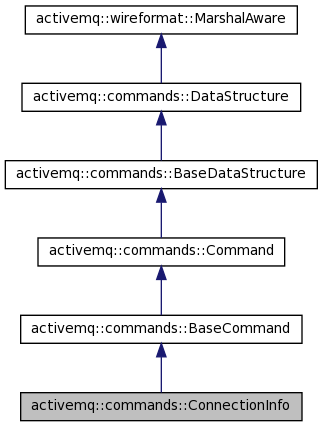 activemq::wireformat::MarshalAware
activemq::commands::DataStructure
activemq::commands::BaseDataStructure
activemq::commands::Command
activemq::commands::BaseCommand
activemq::commands::ConnectionInfo